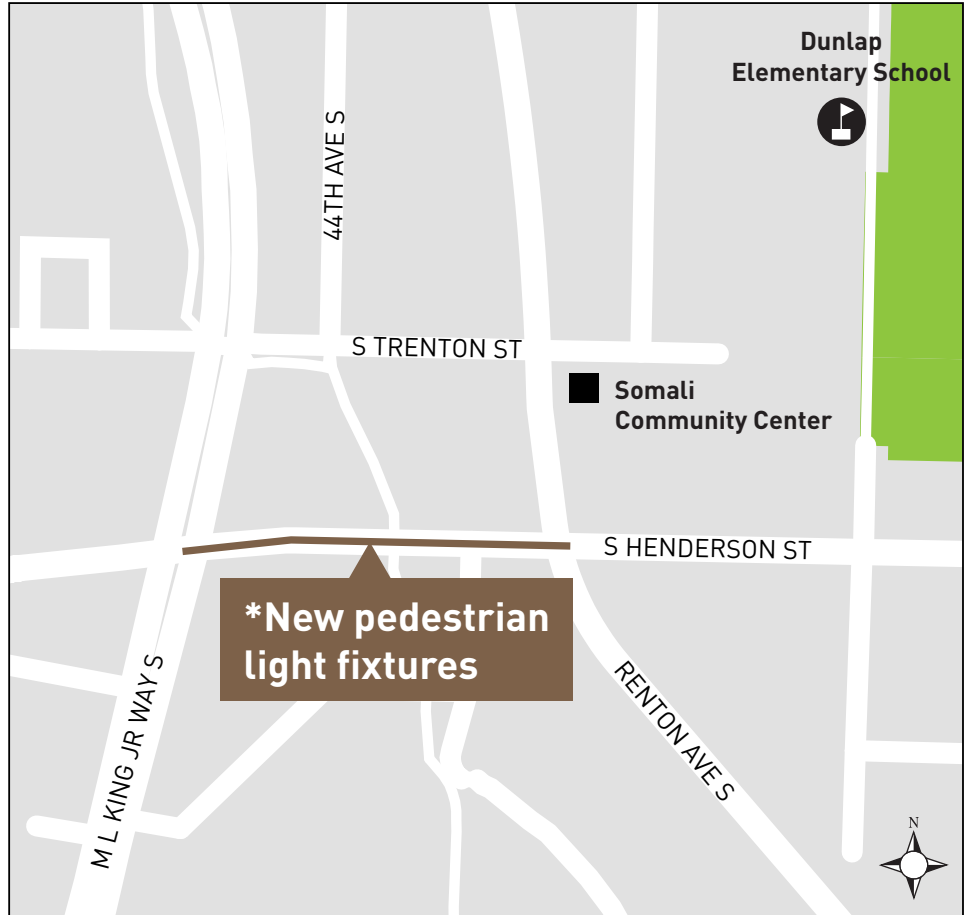 Dunlap
Elementary School
44TH AVE S
S TRENTON ST
Somali
Community Center
S HENDERSON ST
*New pedestrian
light fixtures
M L KING JR WAY S
RENTON AVE S
N